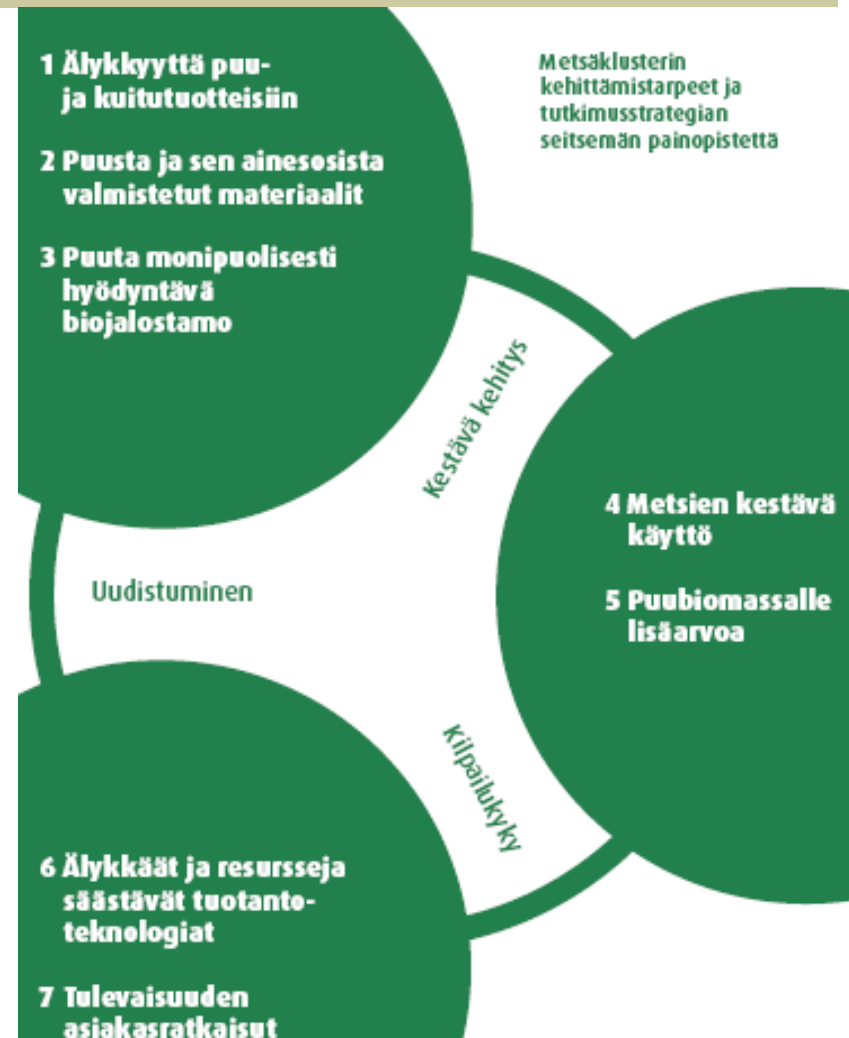 1 Älykkyyttä puu-
ja kuitutuotteisiin
2 Puusta ja sen ainesosista
valmistetut materiaalit
3 Puuta monipuolisesti
hyödyntävä
biojalostamo
Metsäklusterin
kehittämistarpeet ja
tutkimusstrategian
seitsemän painopistettä
Kestävä kehitys
4 Metsien kestävä
käyttö
5 Puubiomassalle
lisäarvoa
Uudistuminen
Kilpailukyky
6 Älykkäät ja resursseja
säästävät tuotanto-
teknologiat
7 Tulevaisuuden
asiakasratkaisut